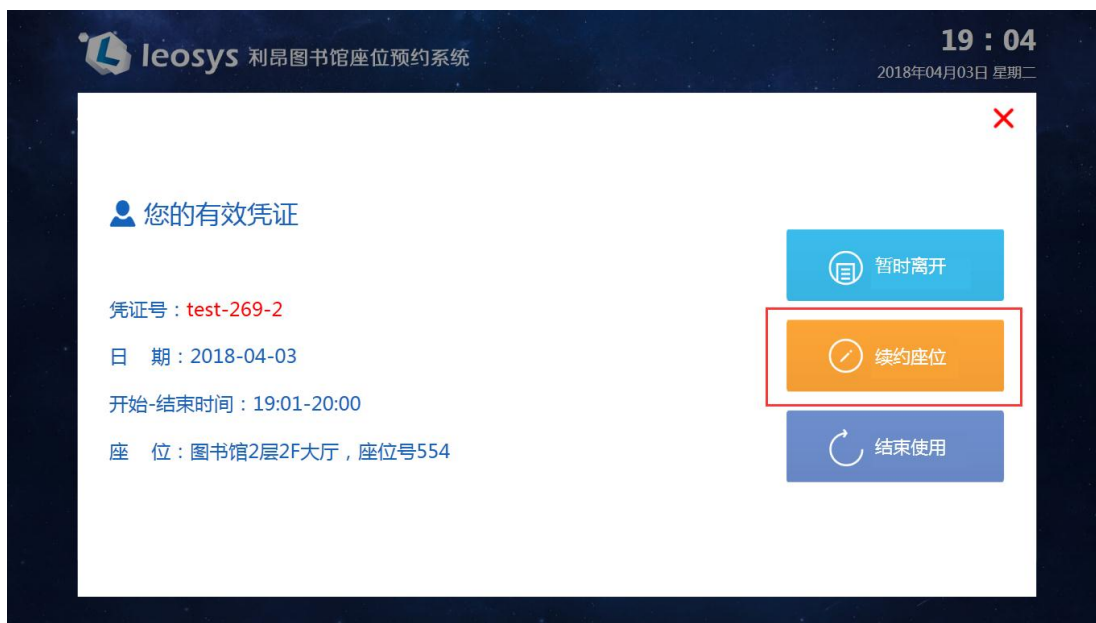 leosys 利昂图书馆座位预约系统
19：04
2018年04月03日 星期二
您的有效凭证
凭证号：test-269-2
日 期：2018-04-03
开始-结束时间：19:01-20:00
座 位：图书馆2层2F大厅，座位号554
暂时离开
续约座位
结束使用